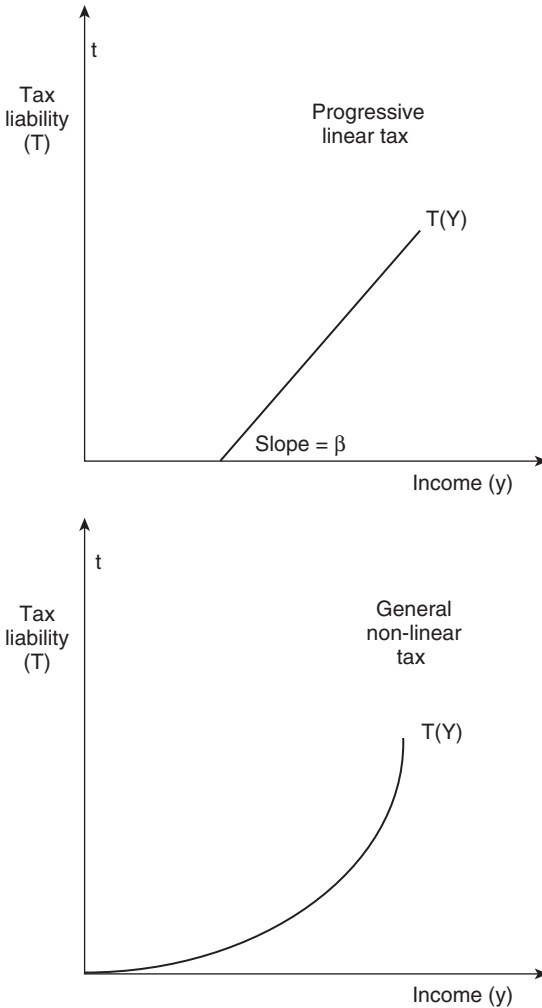 t
Tax
liability
(T)
Progressive
linear tax
T(Y)
Slope = β
Income (y)
t
Tax
liability
(T)
General
non-linear
tax
T(Y)
Income (y)